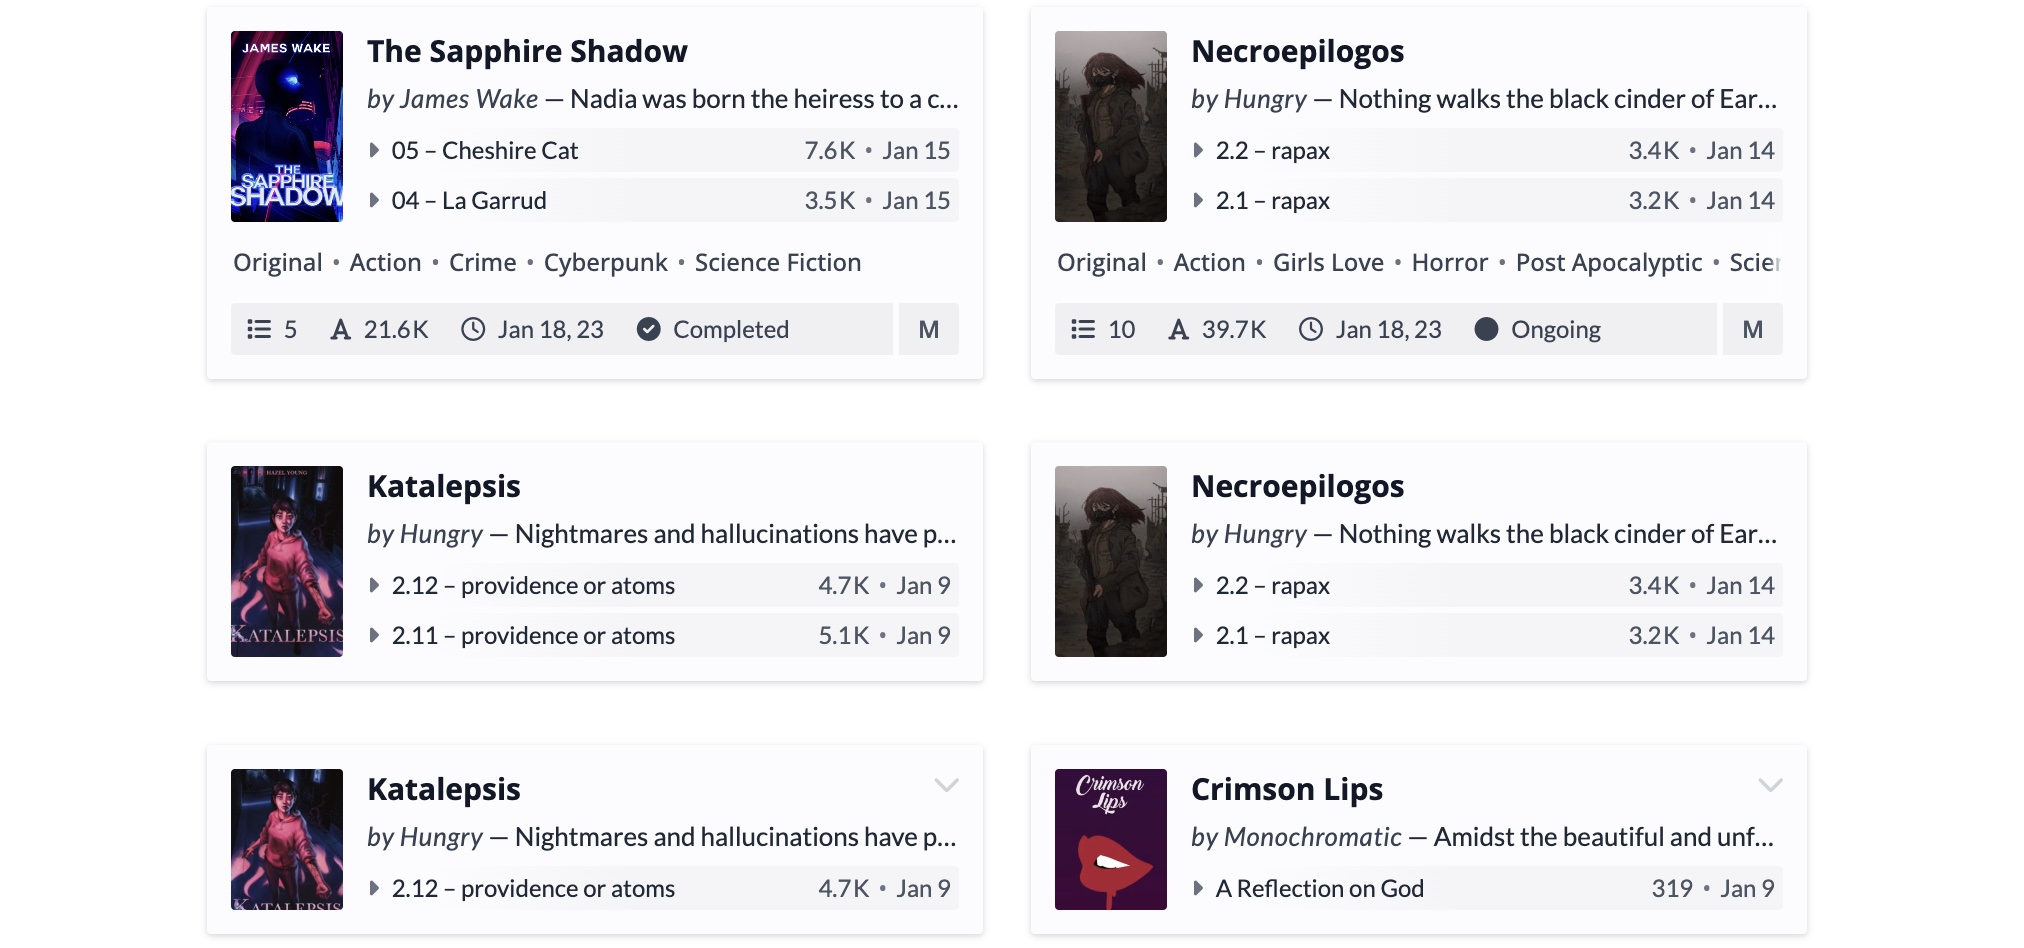 JAMES WAKE
THE
SAPPHIRE
SHADOW
The Sapphire Shadow
by James Wake — Nadia was born the heiress to a c...
05 – Cheshire Cat 7.6K • Jan 15
04 – La Garrud 3.5K • Jan 15
Original • Action • Crime • Cyberpunk • Science Fiction
5 21.6K Jan 18, 23 Completed M
Necroepilogos
by Hungry — Nothing walks the black cinder of Ear...
2.2 – rapax 3.4K • Jan 14
2.1 – rapax 3.2K • Jan 14
Original • Action • Girls Love • Horror • Post Apocalyptic • Scien
10 39.7K Jan 18, 23 Ongoing M
HAZEL YOUNG
KATALEPSIS
Katalepsis
by Hungry — Nightmares and hallucinations have p...
2.12 – providence or atoms 4.7K • Jan 9
2.11 – providence or atoms 5.1K • Jan 9
Necroepilogos
by Hungry — Nothing walks the black cinder of Ear...
2.2 – rapax 3.4K • Jan 14
2.1 – rapax 3.2K • Jan 14
KATALEPSIS
Katalepsis
by Hungry — Nightmares and hallucinations have p...
2.12 – providence or atoms 4.7K • Jan 9
Crimson
Lips
Crimson Lips
by Monochromatic — Amidst the beautiful and unf...
A Reflection on God 319 • Jan 9